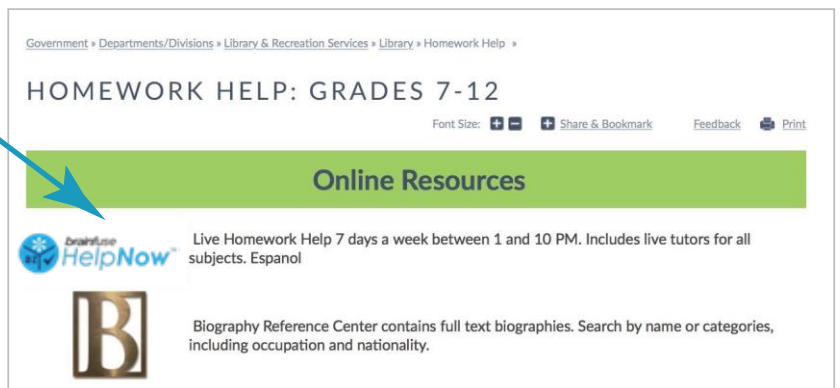 Government » Departments/Divisions » Library & Recreation Services » Library » Homework Help »
HOMEWORK HELP: GRADES 7-12
Font Size: + - + Share & Bookmark Feedback Print
Online Resources
brainfuse
HelpNow™
Live Homework Help 7 days a week between 1 and 10 PM. Includes live tutors for all
subjects. Espanol
B
Biography Reference Center contains full text biographies. Search by name or categories,
including occupation and nationality.